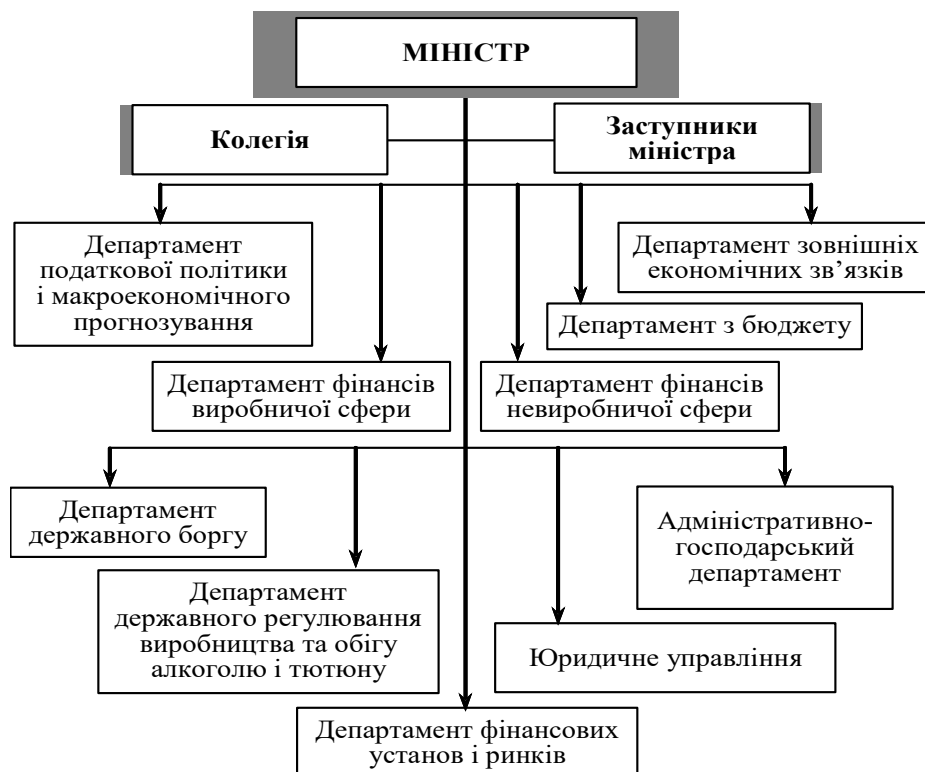 МІНІСТР
Колегія
Заступники
міністра
Департамент
податкової політики
і макроекономічного
прогнозування
Департамент зовнішніх
економічних зв’язків
Департамент з бюджету
Департамент фінансів
виробничої сфери
Департамент фінансів
невиробничої сфери
Департамент
державного боргу
Адміністративно-
господарський
департамент
Департамент
державного регулювання
виробництва та обігу
алкоголю і тютюну
Юридичне управління
Департамент фінансових
установ і ринків